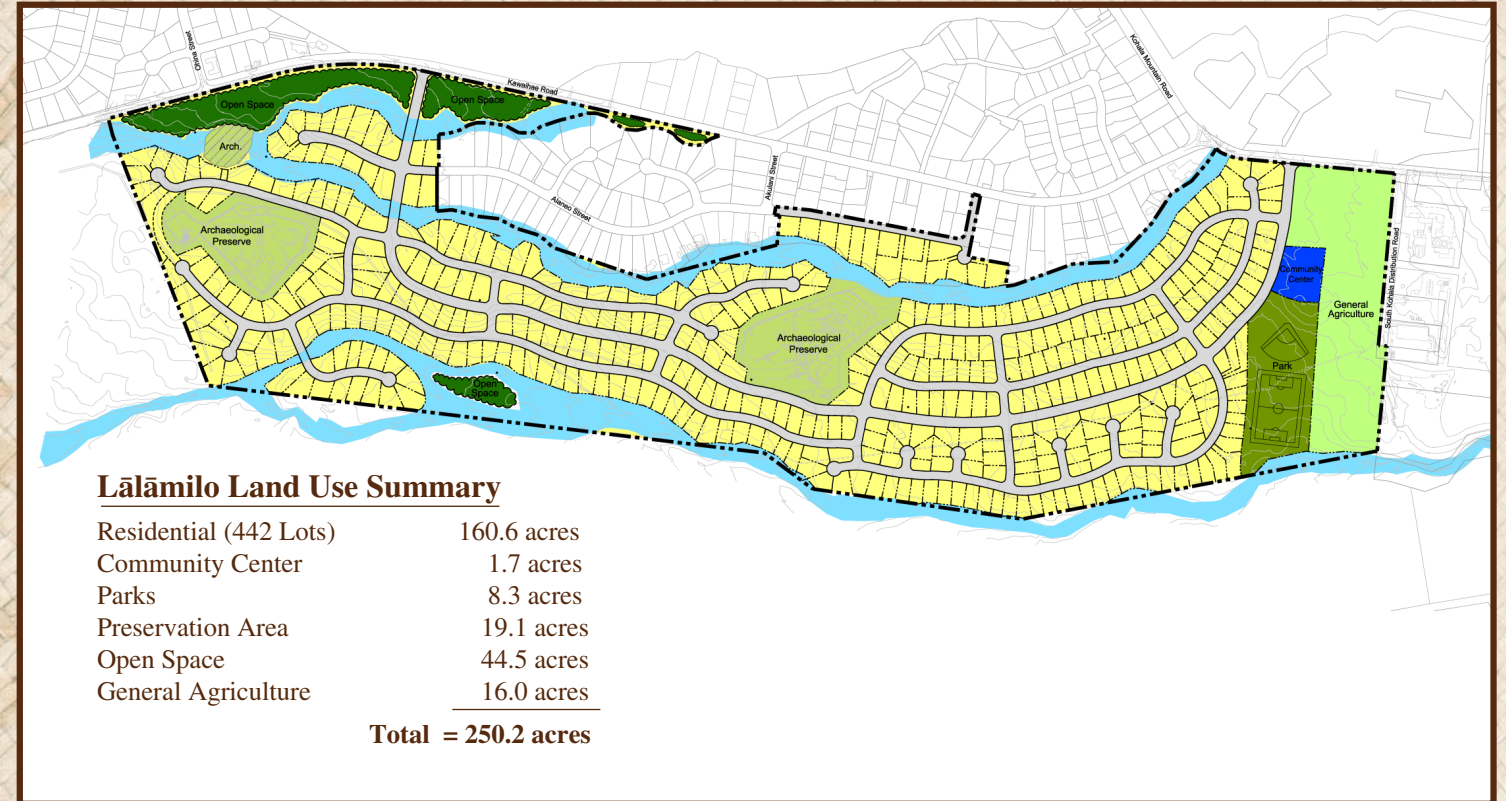 Ohina Street
Kawaihae Road
Kohala Mountain Road
Open Space
Open Space
Arch.
Akulani Street
Alaneo Street
Archaeological
Preserve
Community
Center
South Kohala Distribution Road
General
Agriculture
Archaeological
Preserve
Park
Open
Space
Lālāmilo Land Use Summary
Residential (442 Lots) 160.6 acres
Community Center 1.7 acres
Parks 8.3 acres
Preservation Area 19.1 acres
Open Space 44.5 acres
General Agriculture 16.0 acres
Total = 250.2 acres